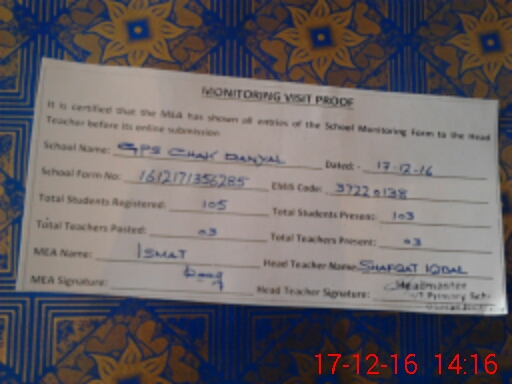 MONITORING VISIT PROOF
It is certified that the MEA has shown all entries of the School Monitoring Form to the Head
Teacher before its online submission
School Name: GPS CHAK DANYAL Dated:- 17-12-16
School Form No: 1612171356285 EMIS Code: 37220138
Total Students Registered: 105 Total Students Present: 103
Total Teachers Posted: 03 Total Teachers Present: 03
MEA Name: ISMAT Head Teacher Name: SHAFQAT IQBAL
MEA Signature: Head Teacher Signature: Headmaster
Primary
17-12-16 14:16